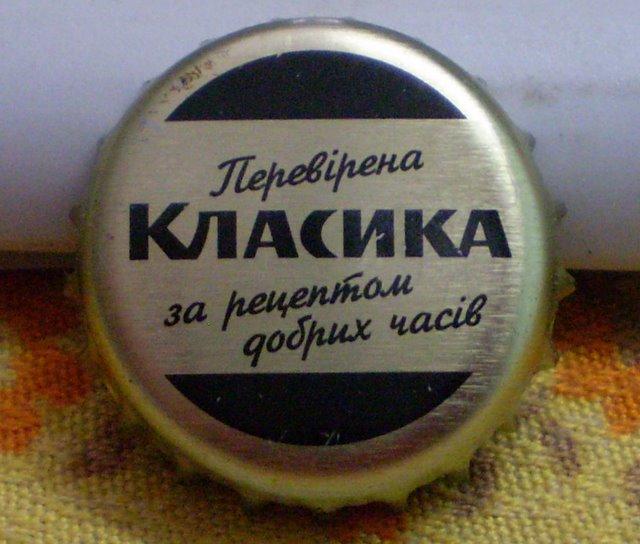 Перевірена
КЛАСИКА
за рецептом
добрих часів